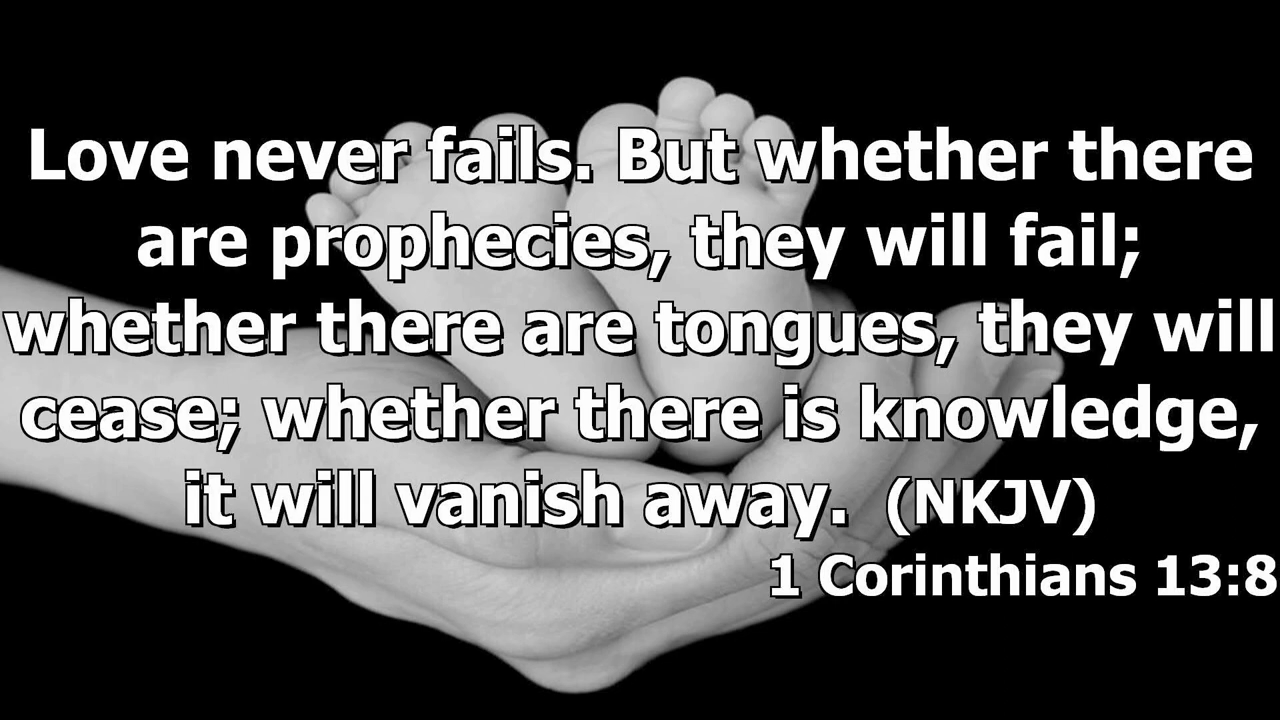 Love never fails. But whether there
are prophecies, they will fail;
whether there are tongues, they will
cease; whether there is knowledge,
it will vanish away. (NKJV)
1 Corinthians 13:8